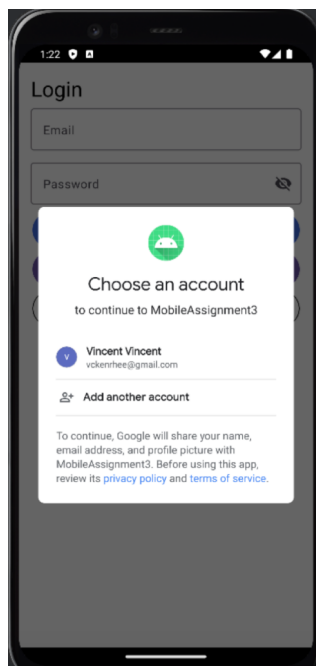 1:22
Login
Email
Password
Choose an account
to continue to MobileAssignment3
V
Vincent Vincent
vckenrhee@gmail.com
Add another account
To continue, Google will share your name,
email address, and profile picture with
MobileAssignment3. Before using this app,
review its privacy policy and terms of service.